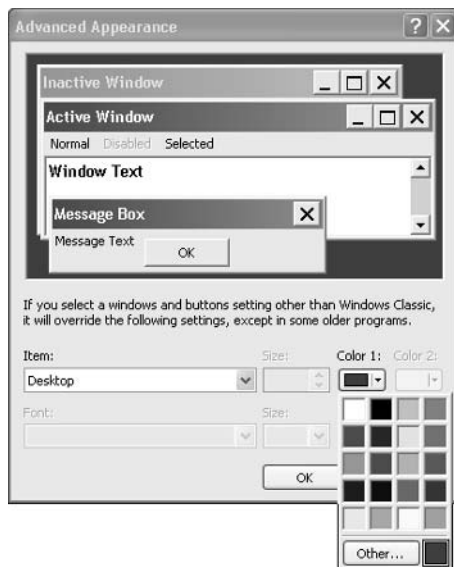 Advanced Appearance
Inactive Window
Active Window
Normal Disabled Selected
Window Text
Message Box
Message Text
OK
If you select a windows and buttons setting other than Windows Classic,
it will override the following settings, except in some older programs.
Item: Size: Color 1: Color 2:
Desktop
Font: Size:
OK
Other...